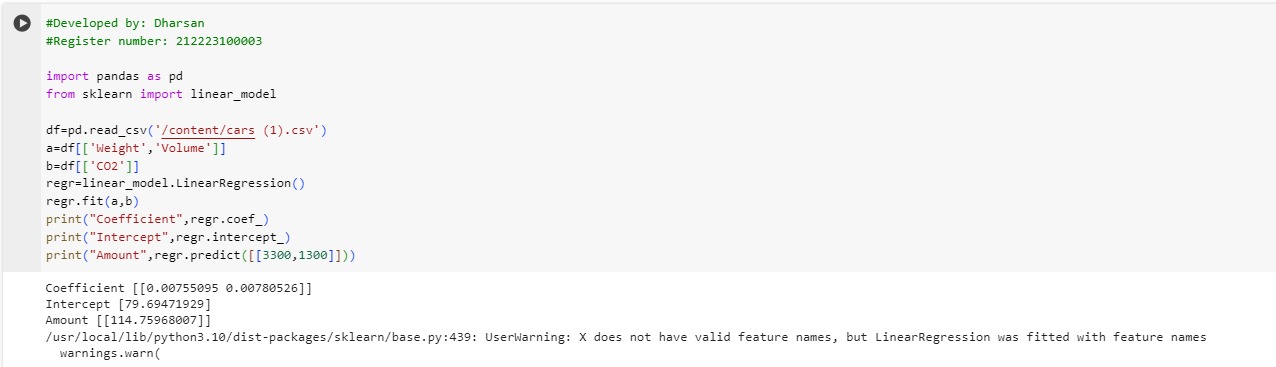 #Developed by: Dharsan
#Register number: 212223100003
import pandas as pd
from sklearn import linear_model
df=pd.read_csv('/content/cars (1).csv')
a=df[['Weight','Volume']]
b=df[['CO2']]
regr=linear_model.LinearRegression()
regr.fit(a,b)
print("Coefficient",regr.coef_)
print("Intercept",regr.intercept_)
print("Amount",regr.predict([[3300,1300]]))
Coefficient [[0.00755095 0.00780526]]
Intercept [79.69471929]
Amount [[114.75968007]]
/usr/local/lib/python3.10/dist-packages/sklearn/base.py:439: UserWarning: X does not have valid feature names, but LinearRegression was fitted with feature names
  warnings.warn(